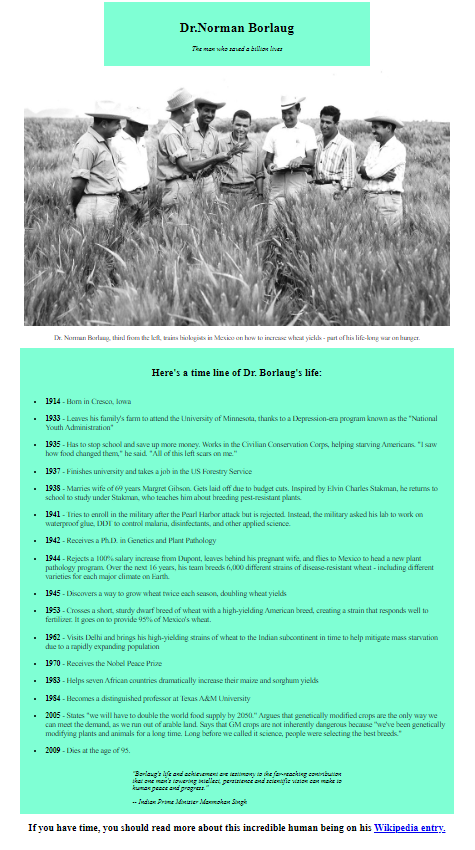 Dr.Norman Borlaug
The man who saved a billion lives
Dr. Norman Borlaug, third from the left, trains biologists in Mexico on how to increase wheat yields - part of his life-long war on hunger.
Here's a time line of Dr. Borlaug's life:
1914 - Born in Cresco, Iowa
1933 - Leaves his family's farm to attend the University of Minnesota, thanks to a Depression-era program known as the "National
Youth Administration"
1935 - Has to stop school and save up more money. Works in the Civilian Conservation Corps, helping starving Americans. "I saw
how food changed them," he said. "All of this left scars on me."
1937 - Finishes university and takes a job in the US Forestry Service
1938 - Marries wife of 69 years Margret Gibson. Gets laid off due to budget cuts. Inspired by Elvin Charles Stakman, he returns to
school to study under Stakman, who teaches him about breeding pest-resistant plants.
1941 - Tries to enroll in the military after the Pearl Harbor attack but is rejected. Instead, the military asked his lab to work on
waterproof glue, DDT to control malaria, disinfectants, and other applied science.
1942 - Receives a Ph.D. in Genetics and Plant Pathology
1944 - Rejects a 100% salary increase from Dupont, leaves behind his pregnant wife, and flies to Mexico to head a new plant
pathology program. Over the next 16 years, his team breeds 6,000 different strains of disease-resistant wheat - including different
varieties for each major climate on Earth.
1945 - Discovers a way to grow wheat twice each season, doubling wheat yields
1953 - Crosses a short, sturdy dwarf breed of wheat with a high-yielding American breed, creating a strain that responds well to
fertilizer. It goes on to provide 95% of Mexico's wheat.
1962 - Visits Delhi and brings his high-yielding strains of wheat to the Indian subcontinent in time to help mitigate mass starvation
due to a rapidly expanding population
1970 - Receives the Nobel Peace Prize
1983 - Helps seven African countries dramatically increase their maize and sorghum yields
1984 - Becomes a distinguished professor at Texas A&M University
2005 - States "we will have to double the world food supply by 2050." Argues that genetically modified crops are the only way we
can meet the demand, as we run out of arable land. Says that GM crops are not inherently dangerous because "we've been genetically
modifying plants and animals for a long time. Long before we called it science, people were selecting the best breeds."
2009 - Dies at the age of 95.
"Borlaug's life and achievement are testimony to the far-reaching contribution
that one man's towering intellect, persistence and scientific vision can make to
human peace and progress."
-- Indian Prime Minister Manmohan Singh
If you have time, you should read more about this incredible human being on his Wikipedia entry.